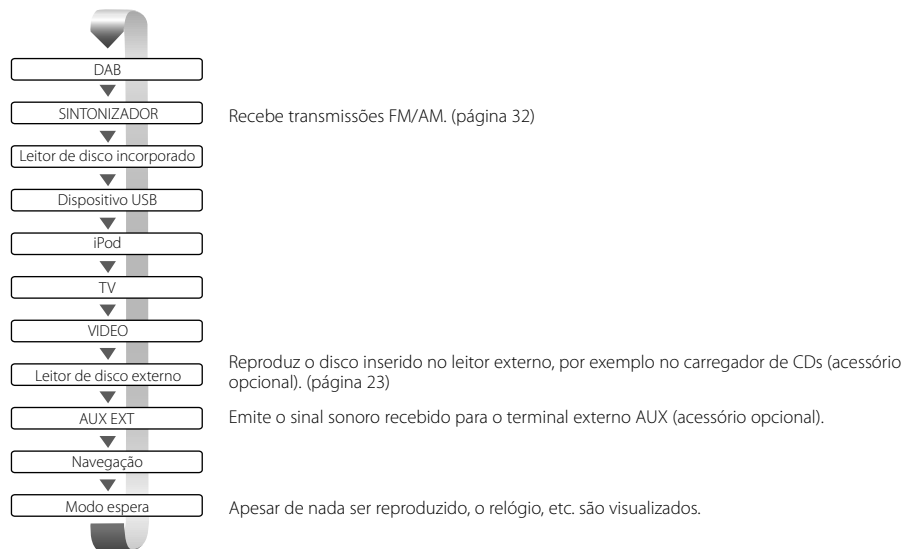 DAB
SINTONIZADOR
Recebe transmissões FM/AM. (página 32)
Leitor de disco incorporado
Dispositivo USB
iPod
TV
VIDEO
Leitor de disco externo
Reproduz o disco inserido no leitor externo, por exemplo no carregador de CDs (acessório
opcional). (página 23)
AUX EXT
Emite o sinal sonoro recebido para o terminal externo AUX (acessório opcional).
Navegação
Modo espera
Apesar de nada ser reproduzido, o relógio, etc. são visualizados.